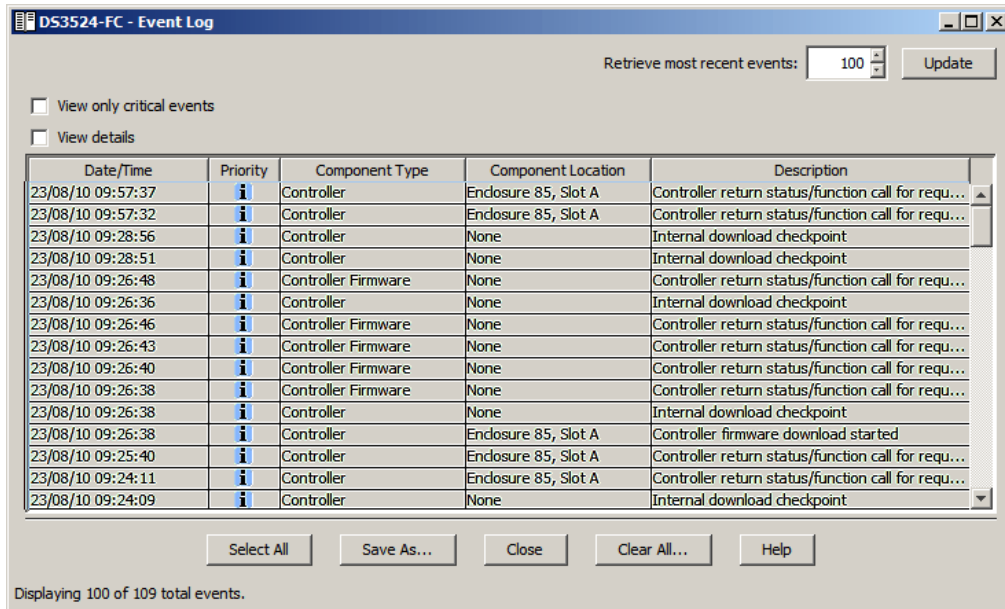 DS3524-FC - Event Log
Retrieve most recent events: 100 Update
View only critical events
View details
Date/Time Priority Component Type Component Location Description
23/08/10 09:57:37 i Controller Enclosure 85, Slot A Controller return status/function call for requ...
23/08/10 09:57:32 i Controller Enclosure 85, Slot A Controller return status/function call for requ...
23/08/10 09:28:56 i Controller None Internal download checkpoint
23/08/10 09:28:51 i Controller None Internal download checkpoint
23/08/10 09:26:48 i Controller Firmware None Controller return status/function call for requ...
23/08/10 09:26:36 i Controller None Internal download checkpoint
23/08/10 09:26:46 i Controller Firmware None Controller return status/function call for requ...
23/08/10 09:26:43 i Controller Firmware None Controller return status/function call for requ...
23/08/10 09:26:40 i Controller Firmware None Controller return status/function call for requ...
23/08/10 09:26:38 i Controller Firmware None Controller return status/function call for requ...
23/08/10 09:26:38 i Controller None Internal download checkpoint
23/08/10 09:26:38 i Controller Enclosure 85, Slot A Controller firmware download started
23/08/10 09:25:40 i Controller Enclosure 85, Slot A Controller return status/function call for requ...
23/08/10 09:24:11 i Controller Enclosure 85, Slot A Controller return status/function call for requ...
23/08/10 09:24:09 i Controller None Internal download checkpoint
Select All Save As... Close Clear All... Help
Displaying 100 of 109 total events.